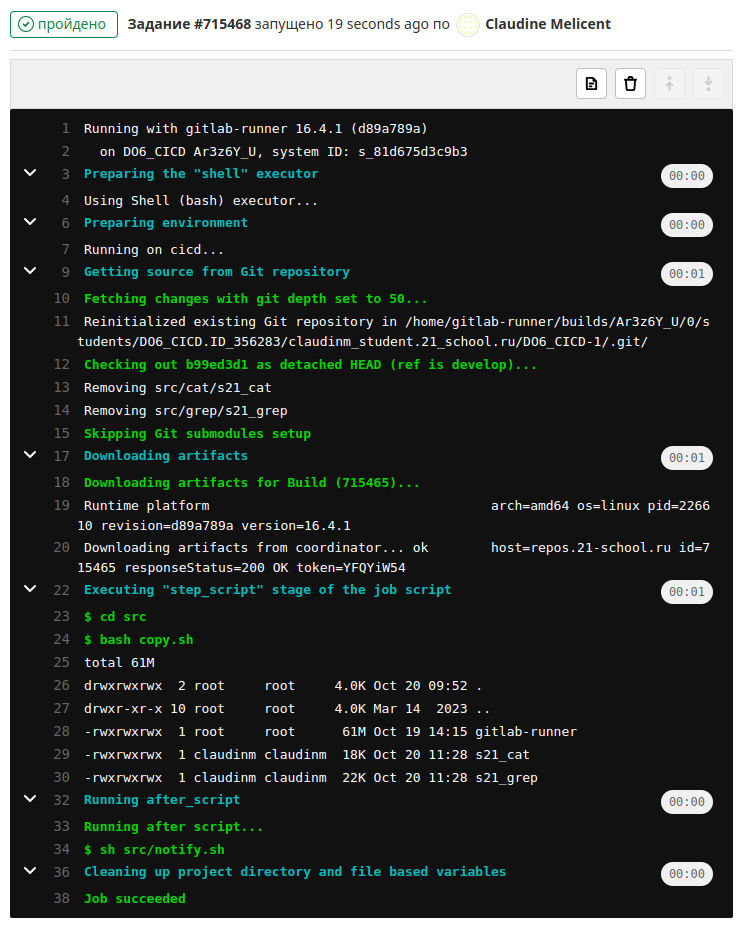 пройдено Задание #715468 запущено 19 seconds ago по Claudine Melicent
1 Running with gitlab-runner 16.4.1 (d89a789a)
2 on DO6_CICD Ar3z6Y_U, system ID: s_81d675d3c9b3
3 Preparing the "shell" executor 00:00
4 Using Shell (bash) executor...
6 Preparing environment 00:00
7 Running on cicd...
9 Getting source from Git repository 00:01
10 Fetching changes with git depth set to 50...
11 Reinitialized existing Git repository in /home/gitlab-runner/builds/Ar3z6Y_U/0/s
tudents/DO6_CICD.ID_356283/claudinm_student.21_school.ru/DO6_CICD-1/.git/
12 Checking out b99ed3d1 as detached HEAD (ref is develop)...
13 Removing src/cat/s21_cat
14 Removing src/grep/s21_grep
15 Skipping Git submodules setup
17 Downloading artifacts 00:01
18 Downloading artifacts for Build (715465)...
19 Runtime platform arch=amd64 os=linux pid=2266
10 revision=d89a789a version=16.4.1
20 Downloading artifacts from coordinator... ok host=repos.21-school.ru id=7
15465 responseStatus=200 OK token=YFQYiW54
22 Executing "step_script" stage of the job script 00:01
23 $ cd src
24 $ bash copy.sh
25 total 61M
26 drwxrwxrwx 2 root root 4.0K Oct 20 09:52 .
27 drwxr-xr-x 10 root root 4.0K Mar 14 2023 ..
28 -rwxrwxrwx 1 root root 61M Oct 19 14:15 gitlab-runner
29 -rwxrwxrwx 1 claudinm claudinm 18K Oct 20 11:28 s21_cat
30 -rwxrwxrwx 1 claudinm claudinm 22K Oct 20 11:28 s21_grep
32 Running after_script 00:00
33 Running after script...
34 $ sh src/notify.sh
36 Cleaning up project directory and file based variables 00:00
38 Job succeeded